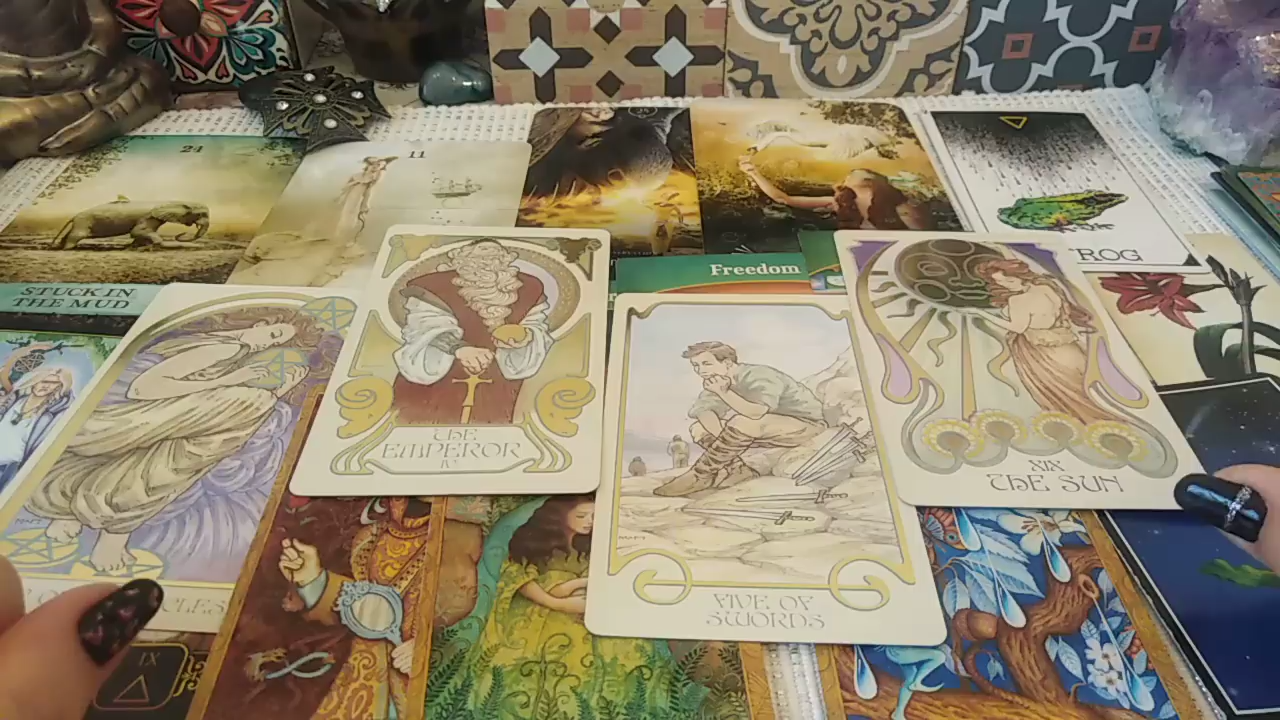 24
11
FROG
Freedom
STUCK IN
THE MUD
THE
EMPEROR
IV
XIX
THE SUN
FIVE OF
SWORDS
IX